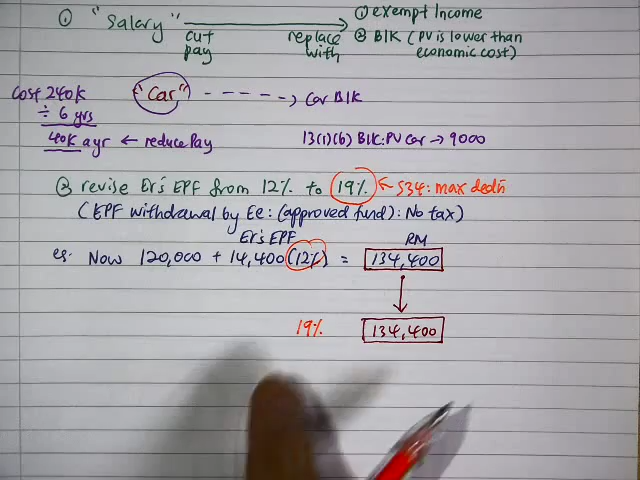 ① "Salary" → ① exempt Income
cut pay replace with ② BIK (PV is lower than economic cost)
Cost 240k "Car" - - - - - → Car BIK
÷ 6 yrs
40k a yr ← reduce Pay 13(1)(b) BIK: PV car → 9000
② revise Er's EPF from 12% to 19% ← S34: max dedtn
(EPF withdrawal by Ee: (approved fund): No tax)
Er's EPF RM
eg: Now 120,000 + 14,400 (12%) = 134,400
19% 134,400